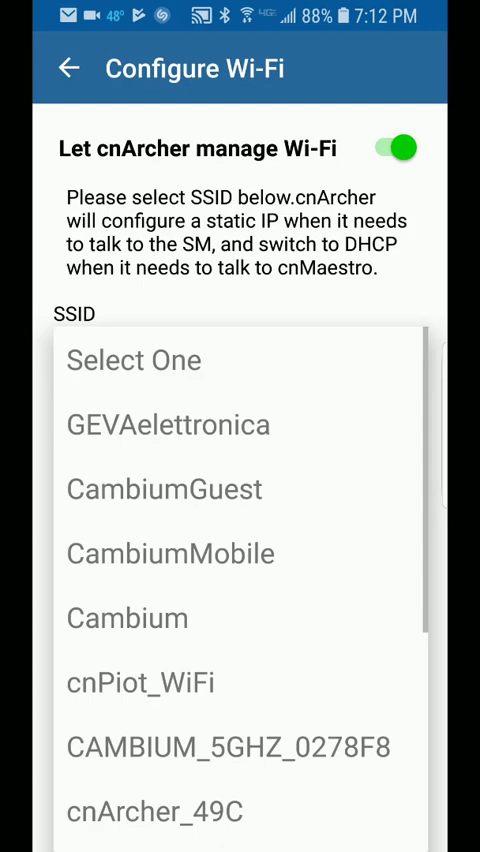 48° 4G 88% 7:12 PM
Configure Wi-Fi
Let cnArcher manage Wi-Fi
Please select SSID below.cnArcher
will configure a static IP when it needs
to talk to the SM, and switch to DHCP
when it needs to talk to cnMaestro.
SSID
Select One
GEVAelettronica
CambiumGuest
CambiumMobile
Cambium
cnPiot_WiFi
CAMBIUM_5GHZ_0278F8
cnArcher_49C